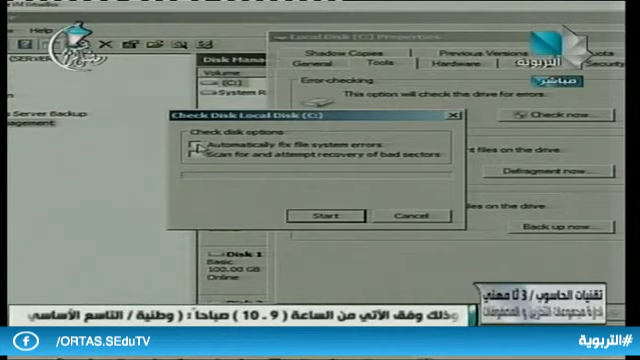 Help
Local Disk (C:) Properties
Shadow Copies
Previous Versions
Quota
General
Tools
Hardware
Security
التربوية
مباشر
Disk Mana
Volume
(C:)
System R
Server Backup
Error-checking
This option will check the drive for errors.
Check now...
Check Disk Local Disk (C:)
Check disk options
Automatically fix file system errors
Scan for and attempt recovery of bad sectors
Start
Cancel
files on the drive.
Defragment now...
files on the drive.
Back up now...
Disk 1
Basic
100.00 GB
Online
تقنيات الحاسوب / 3 ثا مهني
إدارة مجموعات التخزين و المحفوظات
وذلك وفق الآتي من الساعة ( 9 - 10 ) صباحاً : ( وطنية / التاسع الأساسي
/ORTAS.SEduTV
#التربوية